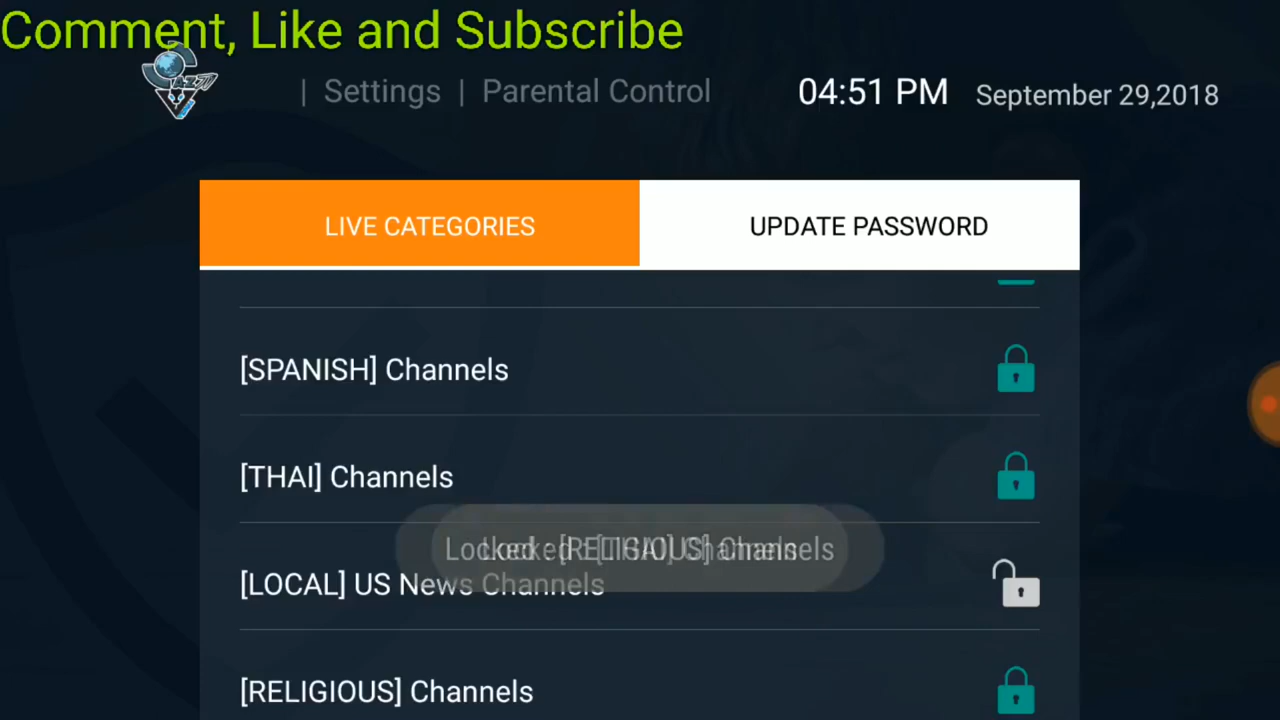 Comment, Like and Subscribe
| Settings | Parental Control 04:51 PM September 29,2018
LIVE CATEGORIES UPDATE PASSWORD
[SPANISH] Channels
[THAI] Channels
[LOCAL] US News Channels
[RELIGIOUS] Channels